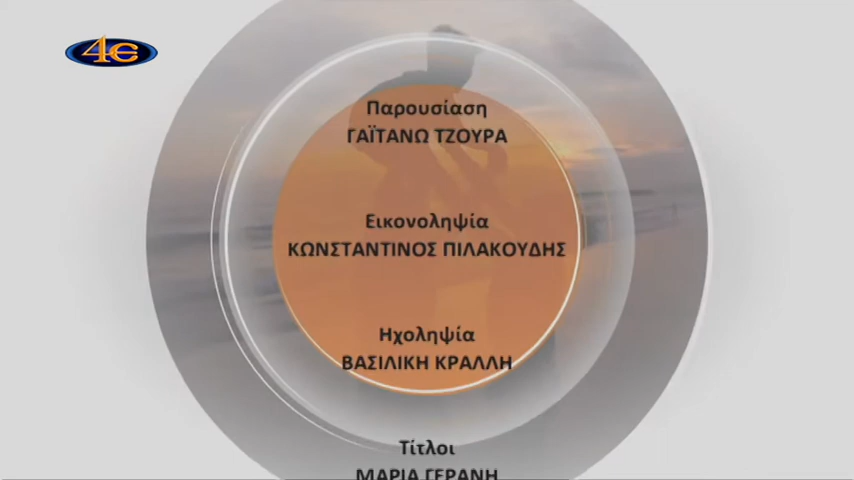 4Ε
Παρουσίαση
ΓΑΪΤΑΝΩ ΤΖΟΥΡΑ
Εικονοληψία
ΚΩΝΣΤΑΝΤΙΝΟΣ ΠΙΛΑΚΟΥΔΗΣ
Ηχοληψία
ΒΑΣΙΛΙΚΗ ΚΡΑΛΛΗ
Τίτλοι
ΜΑΡΙΑ ΓΕΡΑΝΗ